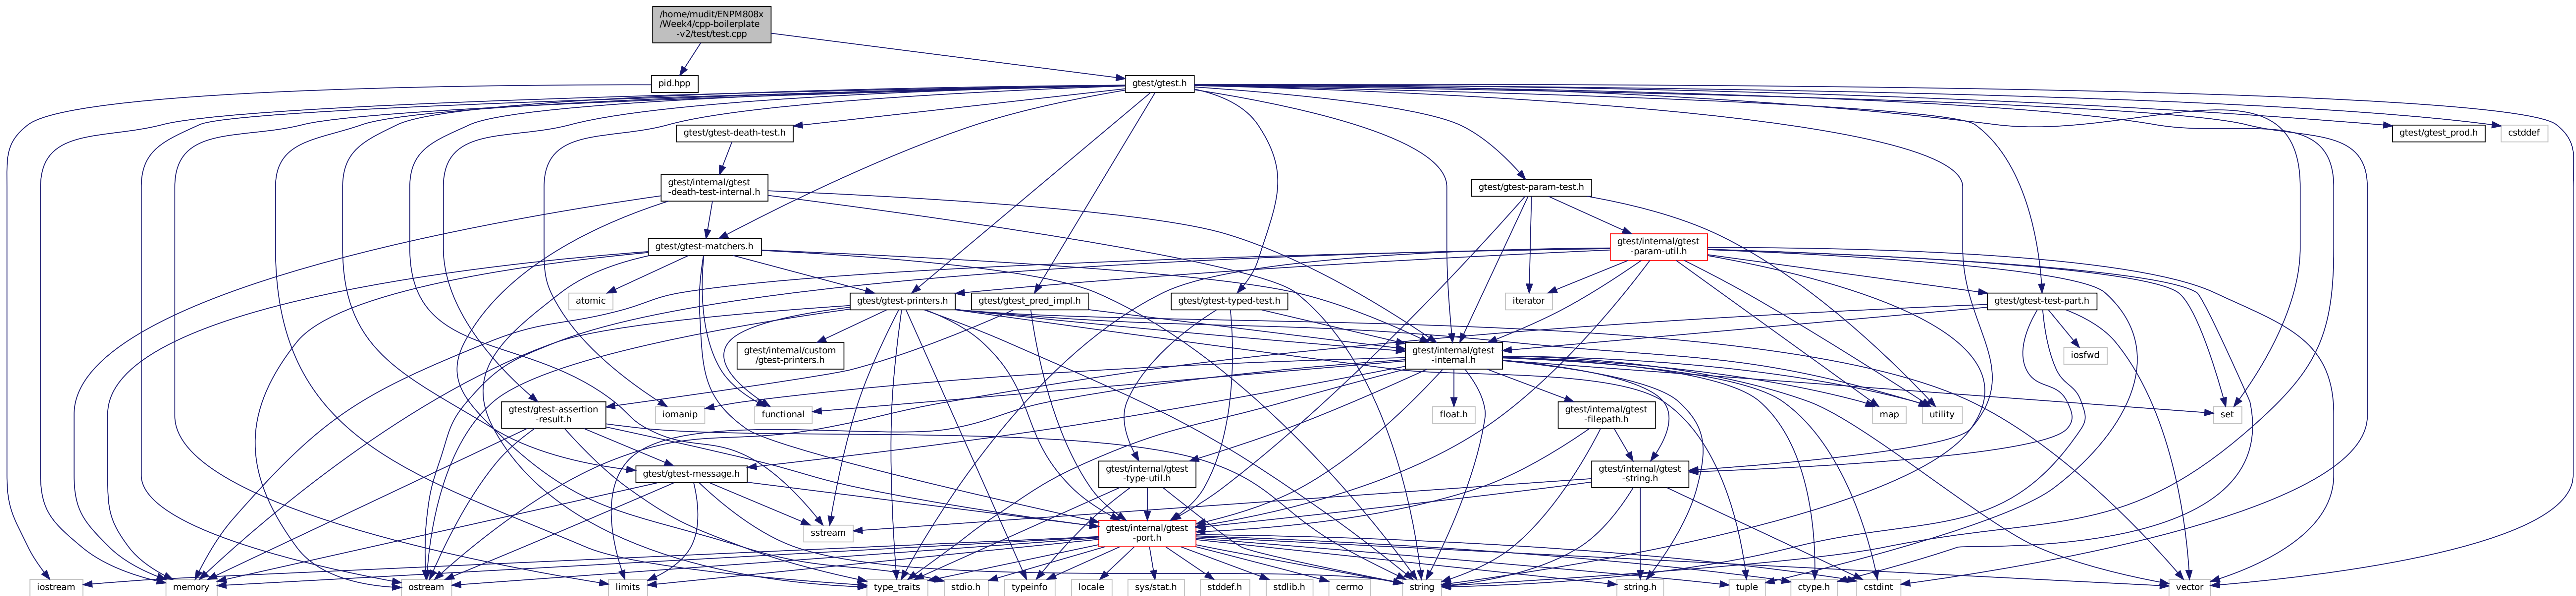 /home/mudit/ENPM808x
/Week4/cpp-boilerplate
-v2/test/test.cpp
pid.hpp
gtest/gtest.h
gtest/gtest-death-test.h
gtest/gtest_prod.h
cstddef
gtest/internal/gtest
-death-test-internal.h
gtest/gtest-param-test.h
gtest/gtest-matchers.h
gtest/internal/gtest
-param-util.h
atomic
gtest/gtest-printers.h
gtest/gtest_pred_impl.h
gtest/gtest-typed-test.h
iterator
gtest/gtest-test-part.h
gtest/internal/custom
/gtest-printers.h
gtest/internal/gtest
-internal.h
iosfwd
gtest/gtest-assertion
-result.h
iomanip
functional
float.h
gtest/internal/gtest
-filepath.h
map
utility
set
gtest/gtest-message.h
gtest/internal/gtest
-type-util.h
gtest/internal/gtest
-string.h
sstream
gtest/internal/gtest
-port.h
iostream
memory
ostream
limits
type_traits
stdio.h
typeinfo
locale
sys/stat.h
stddef.h
stdlib.h
cerrno
string
string.h
tuple
ctype.h
cstdint
vector